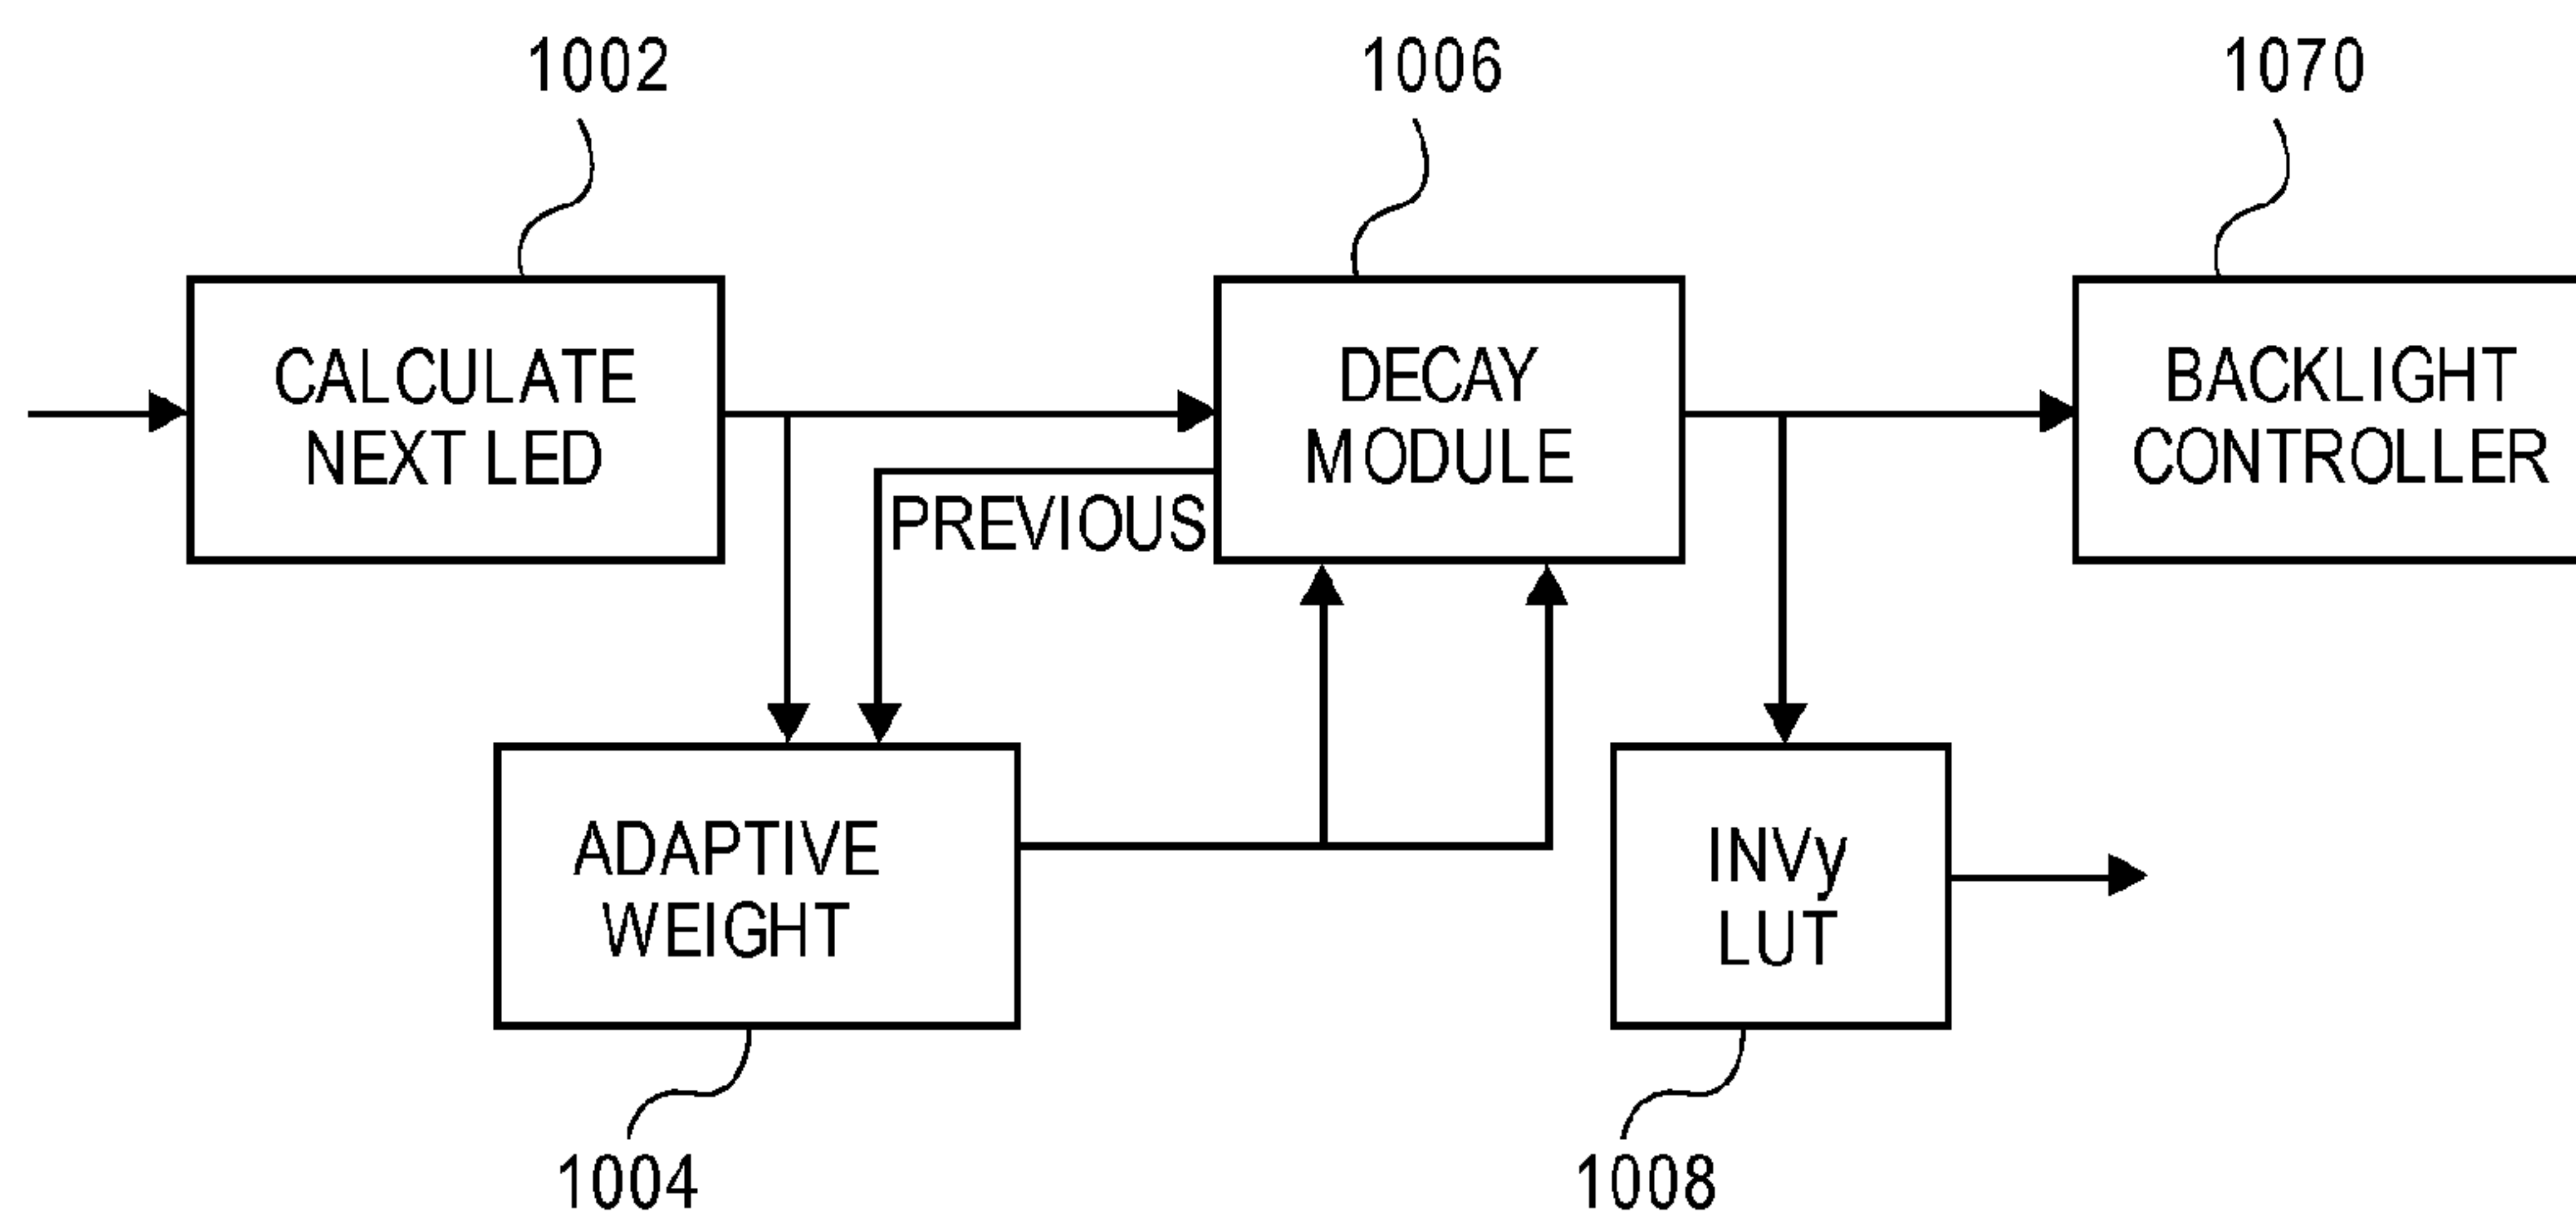 1002
1006
1070
CALCULATE
NEXT LED
DECAY
MODULE
BACKLIGHT
CONTROLLER
PREVIOUS
ADAPTIVE
WEIGHT
INVy
LUT
1004
1008